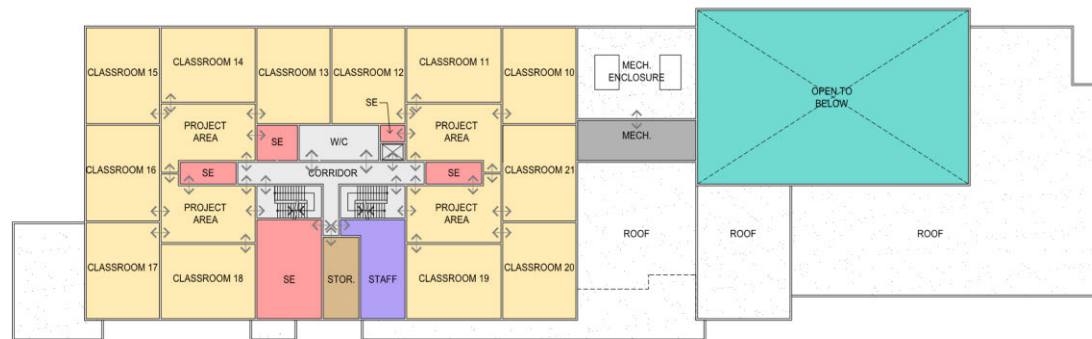 CLASSROOM 15
CLASSROOM 14
CLASSROOM 13
CLASSROOM 12
CLASSROOM 11
CLASSROOM 10
MECH.
ENCLOSURE
OPEN TO
BELOW
SE
PROJECT
AREA
SE
W/C
PROJECT
AREA
MECH.
CLASSROOM 16
SE
CORRIDOR
SE
CLASSROOM 21
PROJECT
AREA
PROJECT
AREA
ROOF
ROOF
ROOF
CLASSROOM 17
CLASSROOM 18
SE
STOR.
STAFF
CLASSROOM 19
CLASSROOM 20